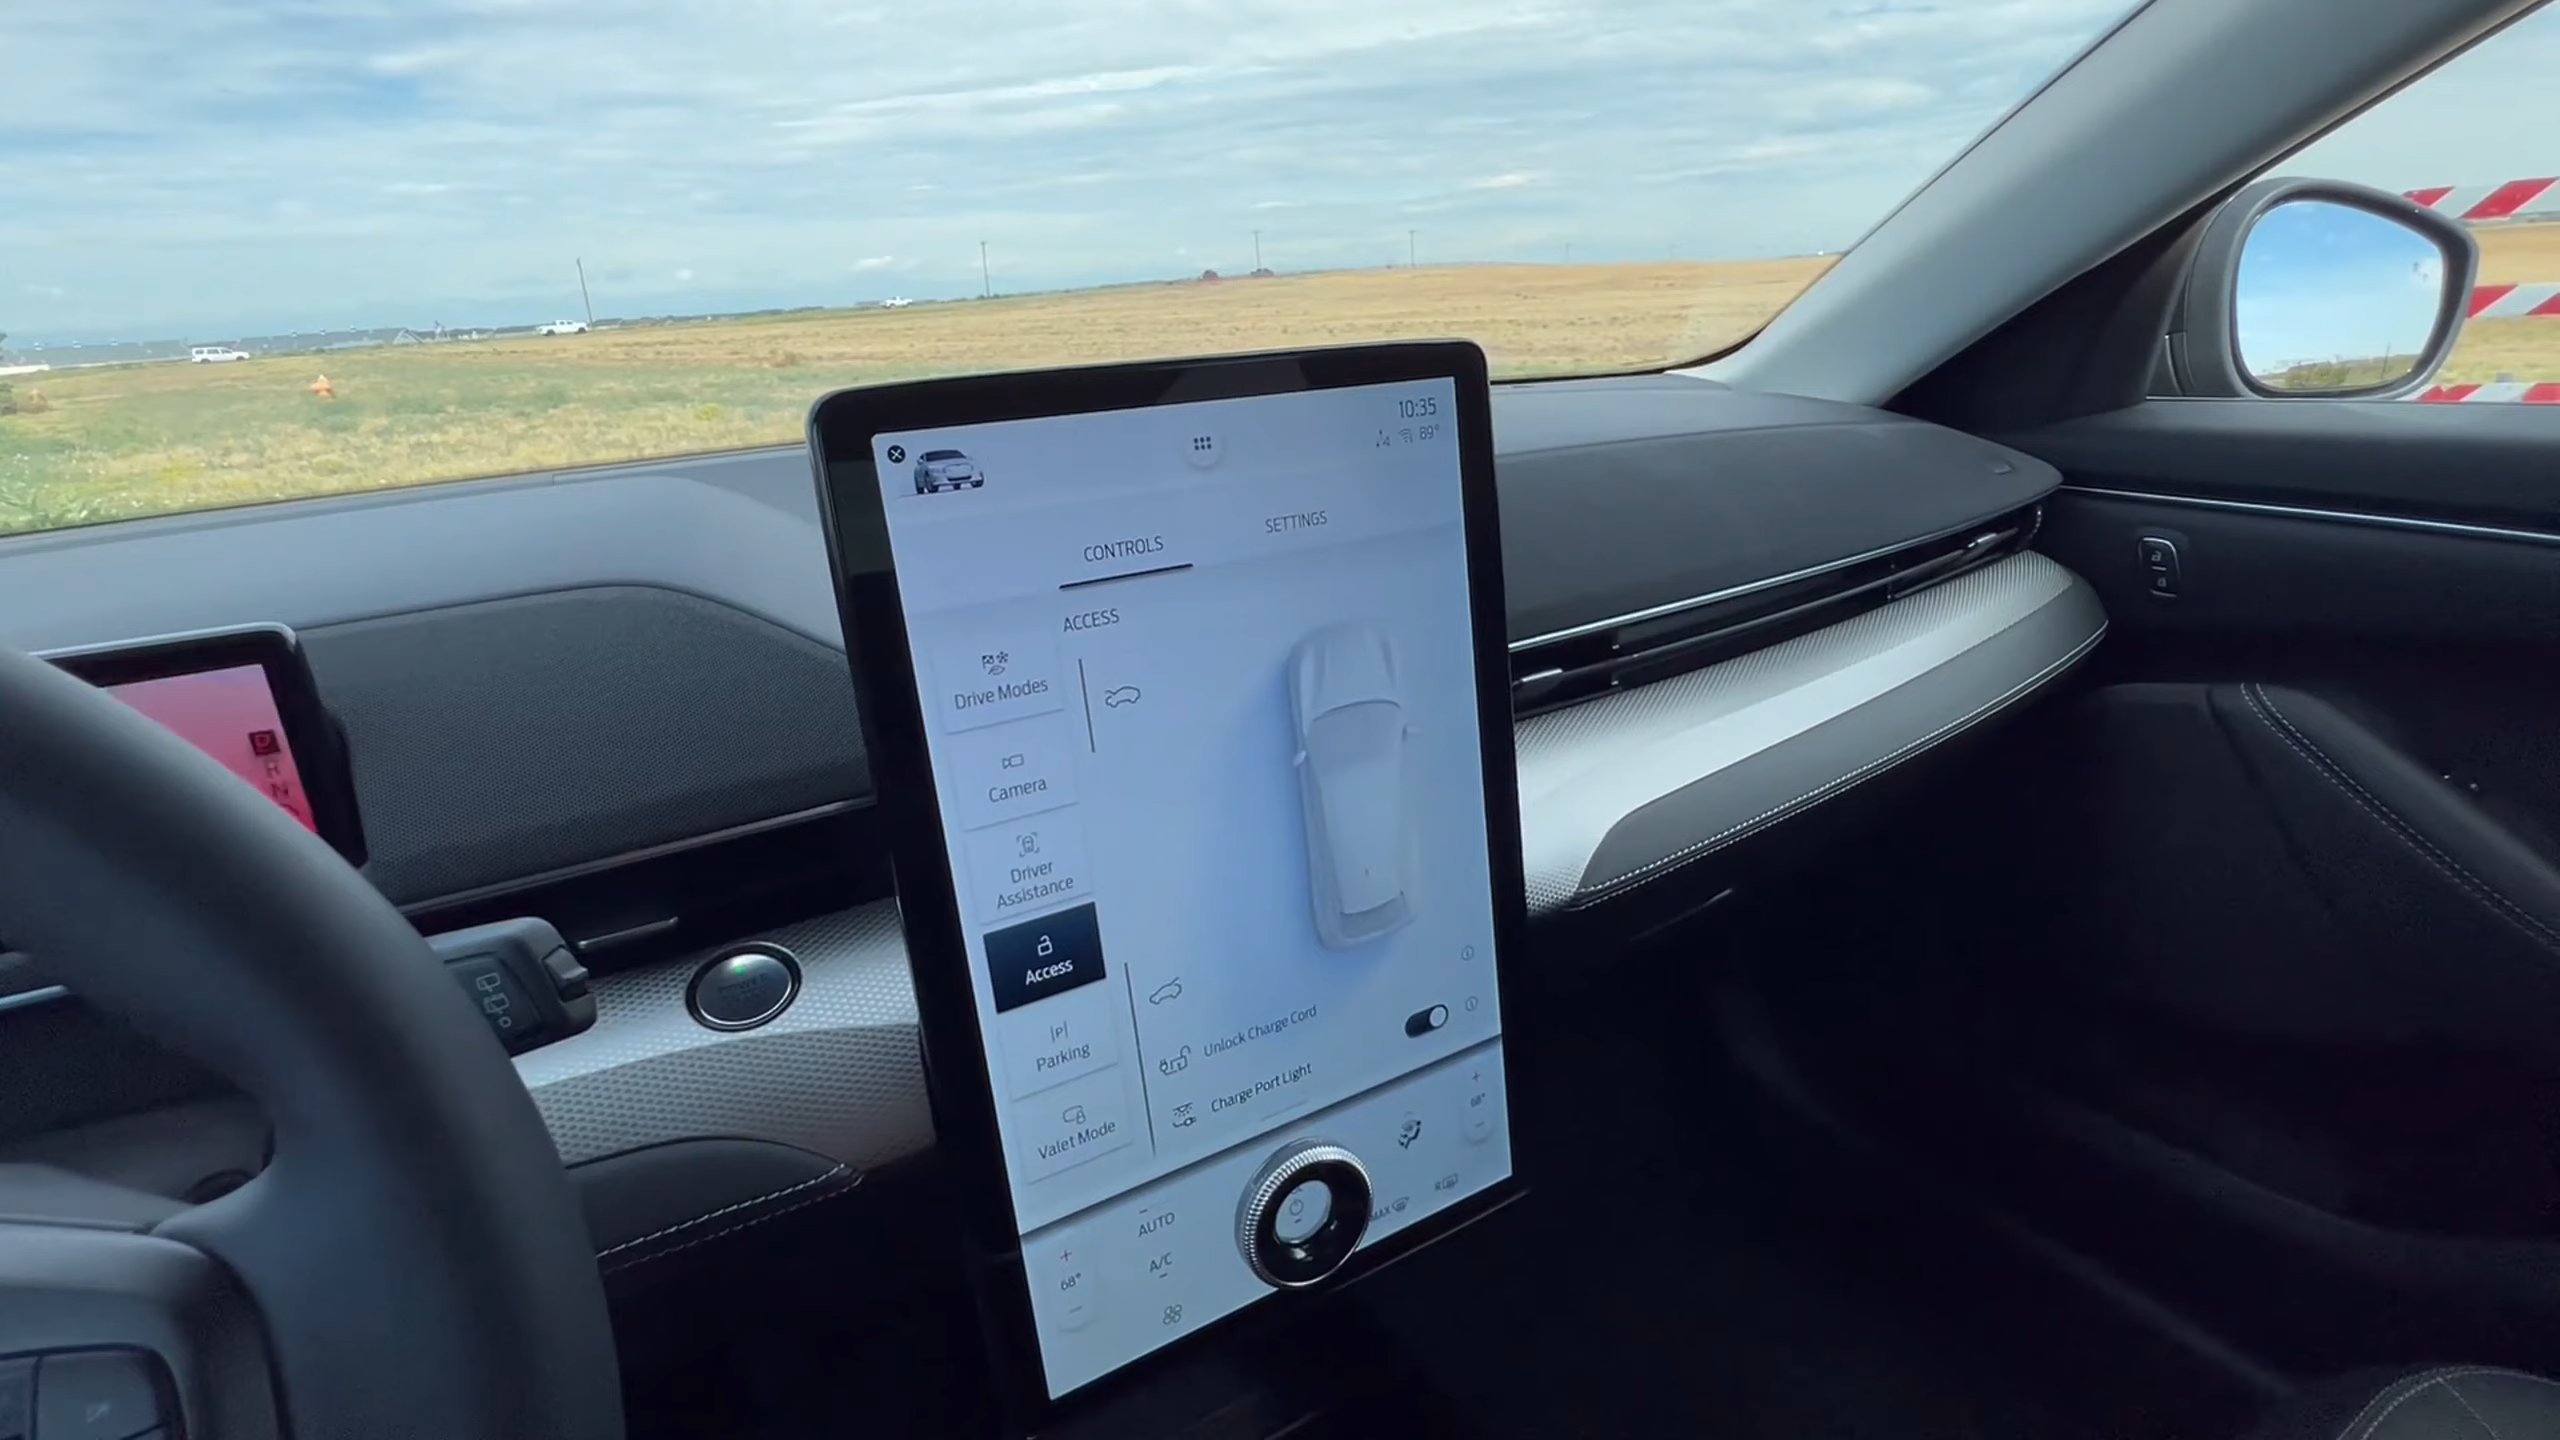 10:35
89°
CONTROLS
SETTINGS
ACCESS
Drive Modes
Camera
Driver
Assistance
Access
Unlock Charge Cord
Parking
Charge Port Light
Valet Mode
68°
AUTO
MAX
R
A/C
68°
P
R
N